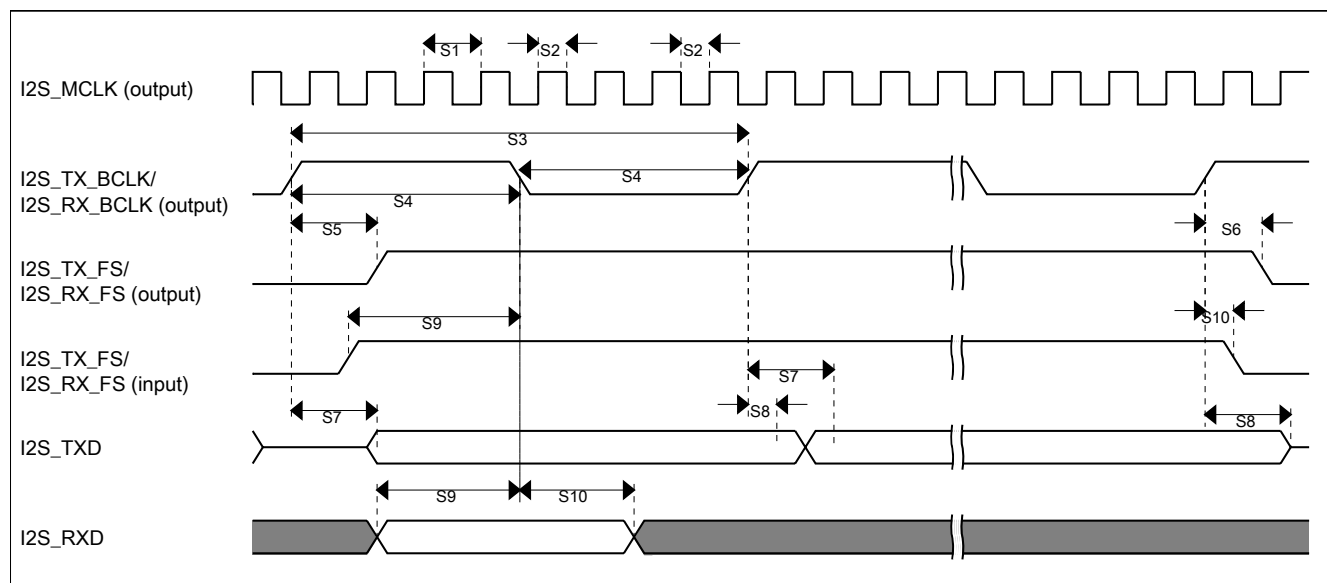 S1
S2
S2
I2S_MCLK (output)
S3
I2S_TX_BCLK/
I2S_RX_BCLK (output)
S4
S4
S5
S6
I2S_TX_FS/
I2S_RX_FS (output)
S9
S10
I2S_TX_FS/
I2S_RX_FS (input)
S7
S7
S8
S8
I2S_TXD
S9
S10
I2S_RXD